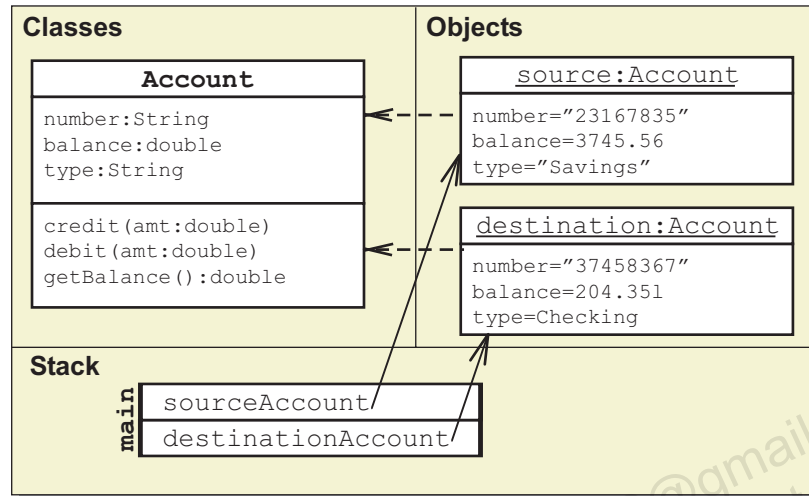 Classes
Account
number:String
balance:double
type:String
credit(amt:double)
debit(amt:double)
getBalance():double
Objects
source:Account
number=”23167835”
balance=3745.56
type=”Savings”
destination:Account
number=”37458367”
balance=204.35l
type=Checking
Stack
main
sourceAccount
destinationAccount
@gmail